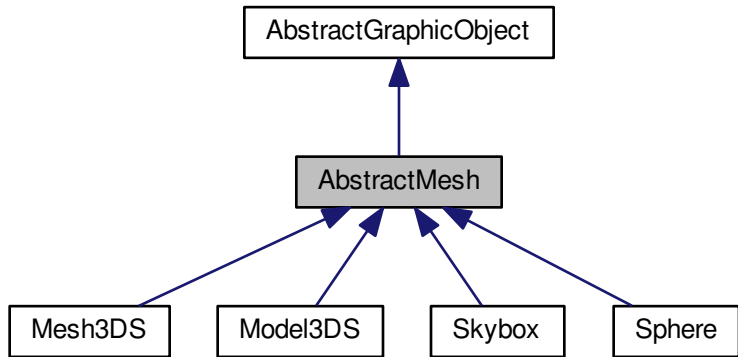 AbstractGraphicObject
AbstractMesh
Mesh3DS
Model3DS
Skybox
Sphere